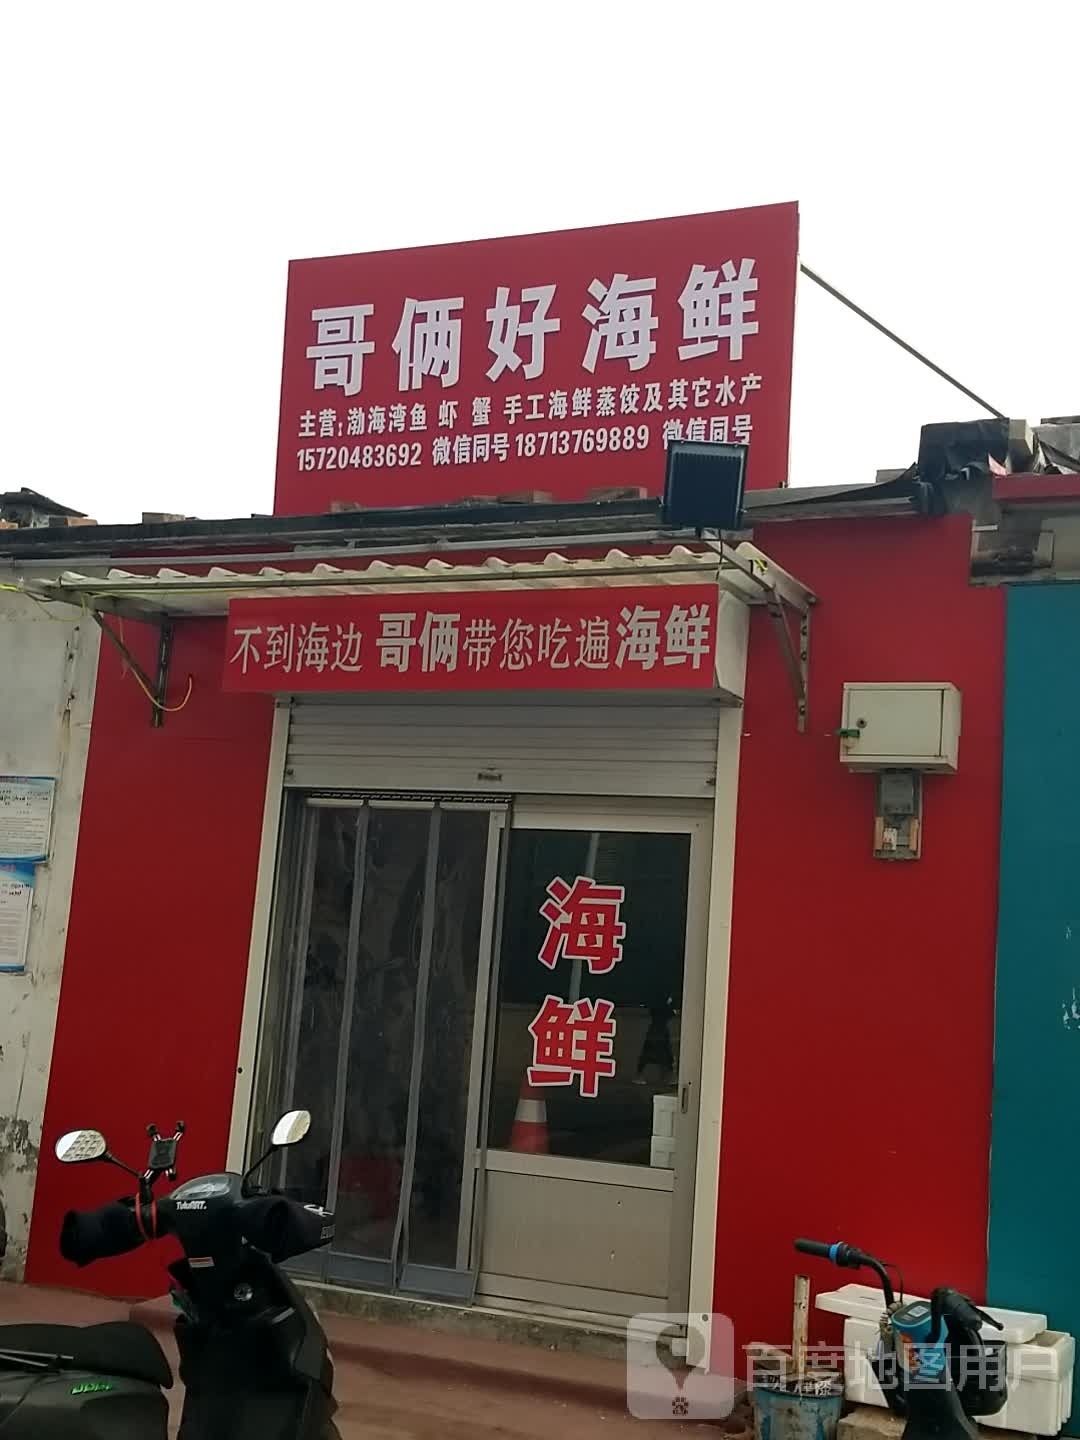 哥俩好海鲜
主营:渤海湾鱼 虾 蟹 手工海鲜蒸饺及其它水产
15720483692 微信同号 18713769889 微信同号
不到海边 哥俩带您吃遍海鲜
海
鲜
百度地图用户